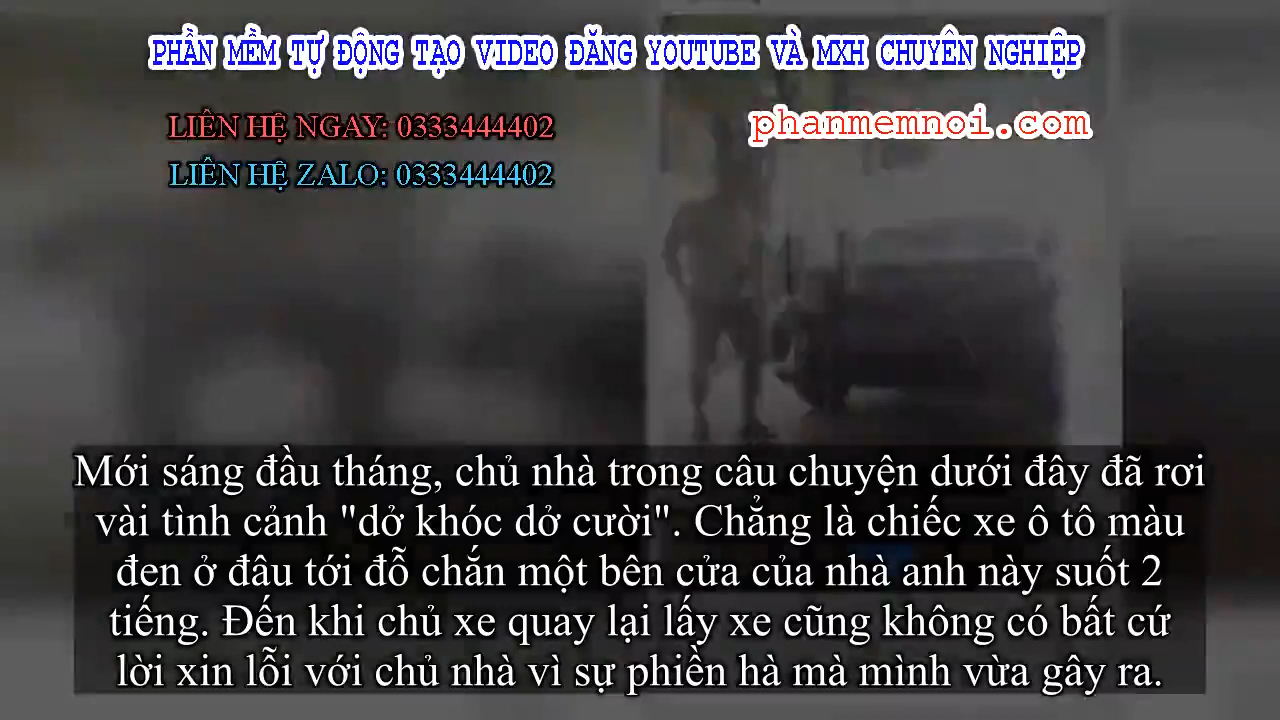 PHẦN MỀM TỰ ĐỘNG TẠO VIDEO ĐĂNG YOUTUBE VÀ MXH CHUYÊN NGHIỆP
LIÊN HỆ NGAY: 0333444402
phanmemnoi.com
LIÊN HỆ ZALO: 0333444402
Mới sáng đầu tháng, chủ nhà trong câu chuyện dưới đây đã rơi
vài tình cảnh "dở khóc dở cười". Chẳng là chiếc xe ô tô màu
đen ở đâu tới đỗ chắn một bên cửa của nhà anh này suốt 2
tiếng. Đến khi chủ xe quay lại lấy xe cũng không có bất cứ
lời xin lỗi với chủ nhà vì sự phiền hà mà mình vừa gây ra.